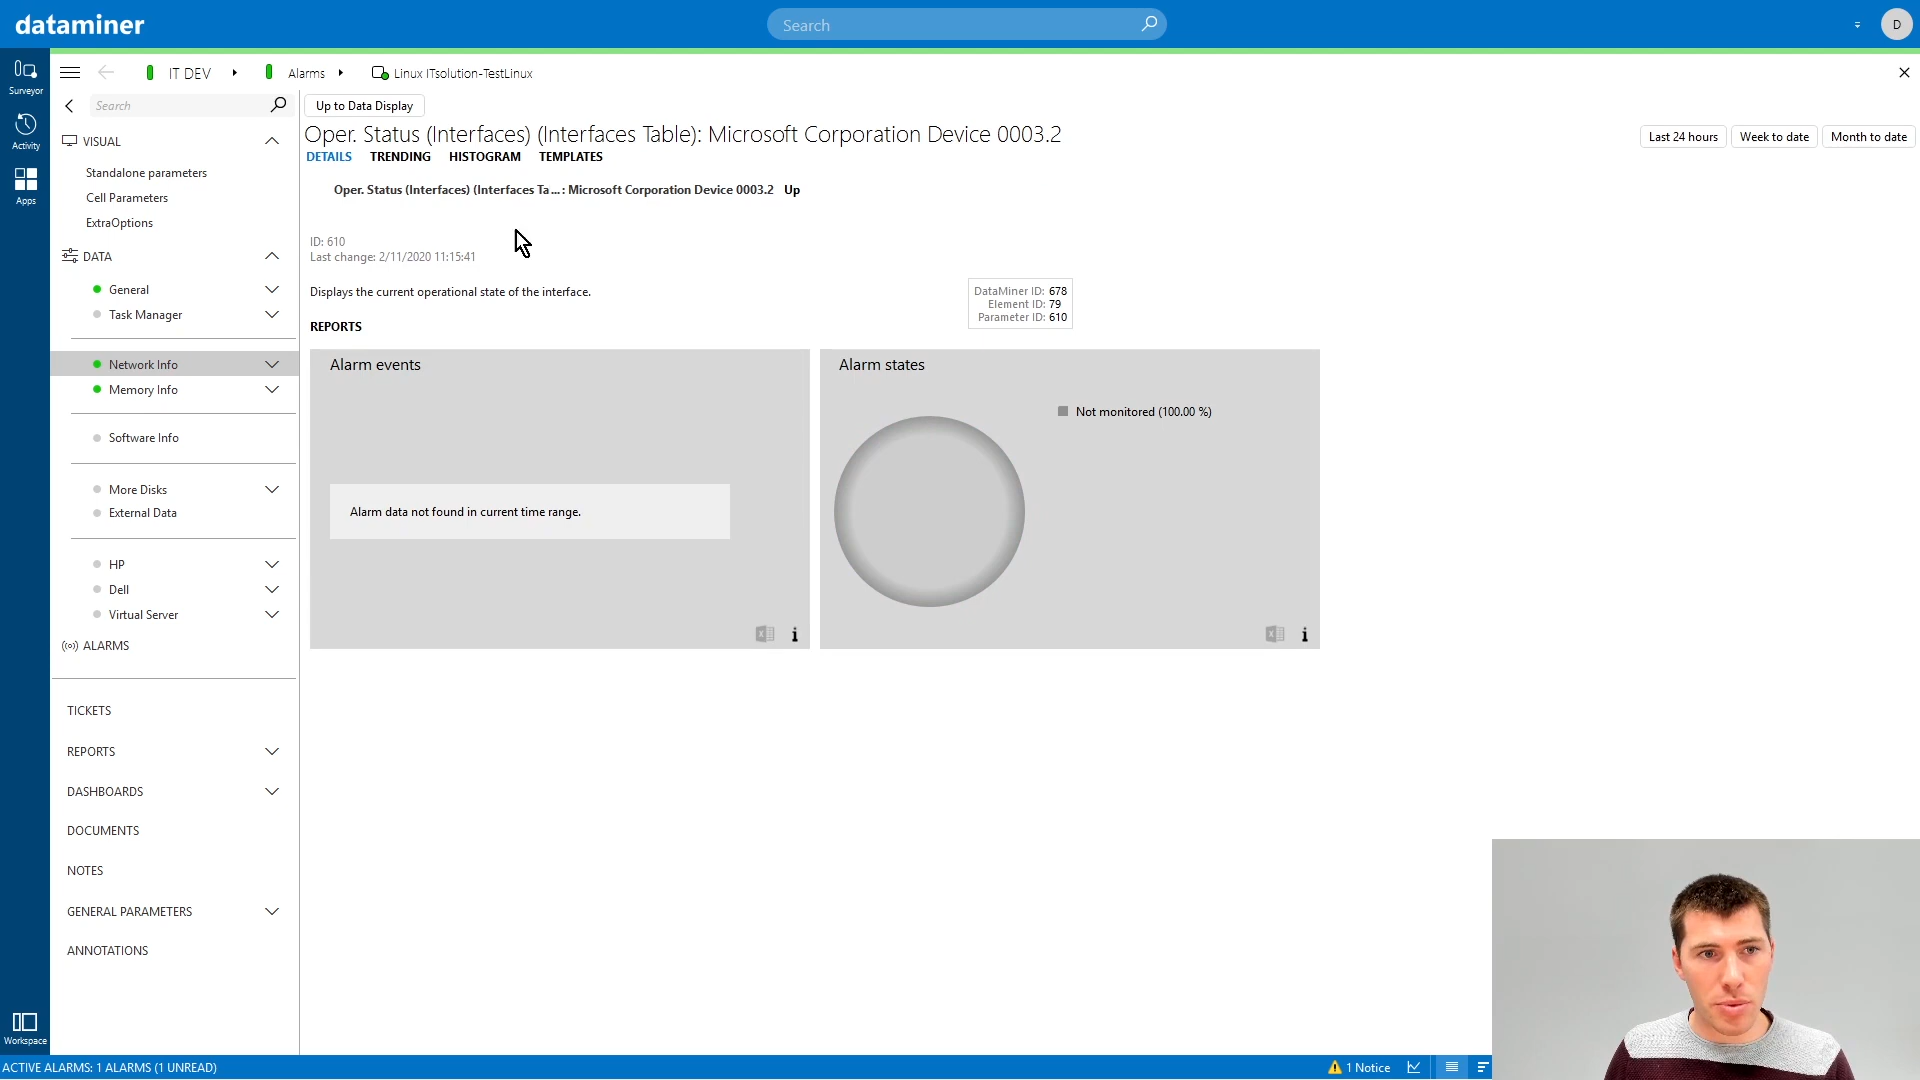 dataminer
Search
D
Surveyor
Activity
Apps
Workspace
IT DEV
Alarms
Linux ITsolution-TestLinux
Search
VISUAL
Standalone parameters
Cell Parameters
ExtraOptions
DATA
General
Task Manager
Network Info
Memory Info
Software Info
More Disks
External Data
HP
Dell
Virtual Server
ALARMS
TICKETS
REPORTS
DASHBOARDS
DOCUMENTS
NOTES
GENERAL PARAMETERS
ANNOTATIONS
Up to Data Display
Oper. Status (Interfaces) (Interfaces Table): Microsoft Corporation Device 0003.2
Last 24 hours
Week to date
Month to date
DETAILS TRENDING HISTOGRAM TEMPLATES
Oper. Status (Interfaces) (Interfaces Ta...: Microsoft Corporation Device 0003.2 Up
ID: 610
Last change: 2/11/2020 11:15:41
Displays the current operational state of the interface.
DataMiner ID: 678
Element ID: 79
Parameter ID: 610
REPORTS
Alarm events
Alarm data not found in current time range.
Alarm states
Not monitored (100.00 %)
ACTIVE ALARMS: 1 ALARMS (1 UNREAD)
1 Notice